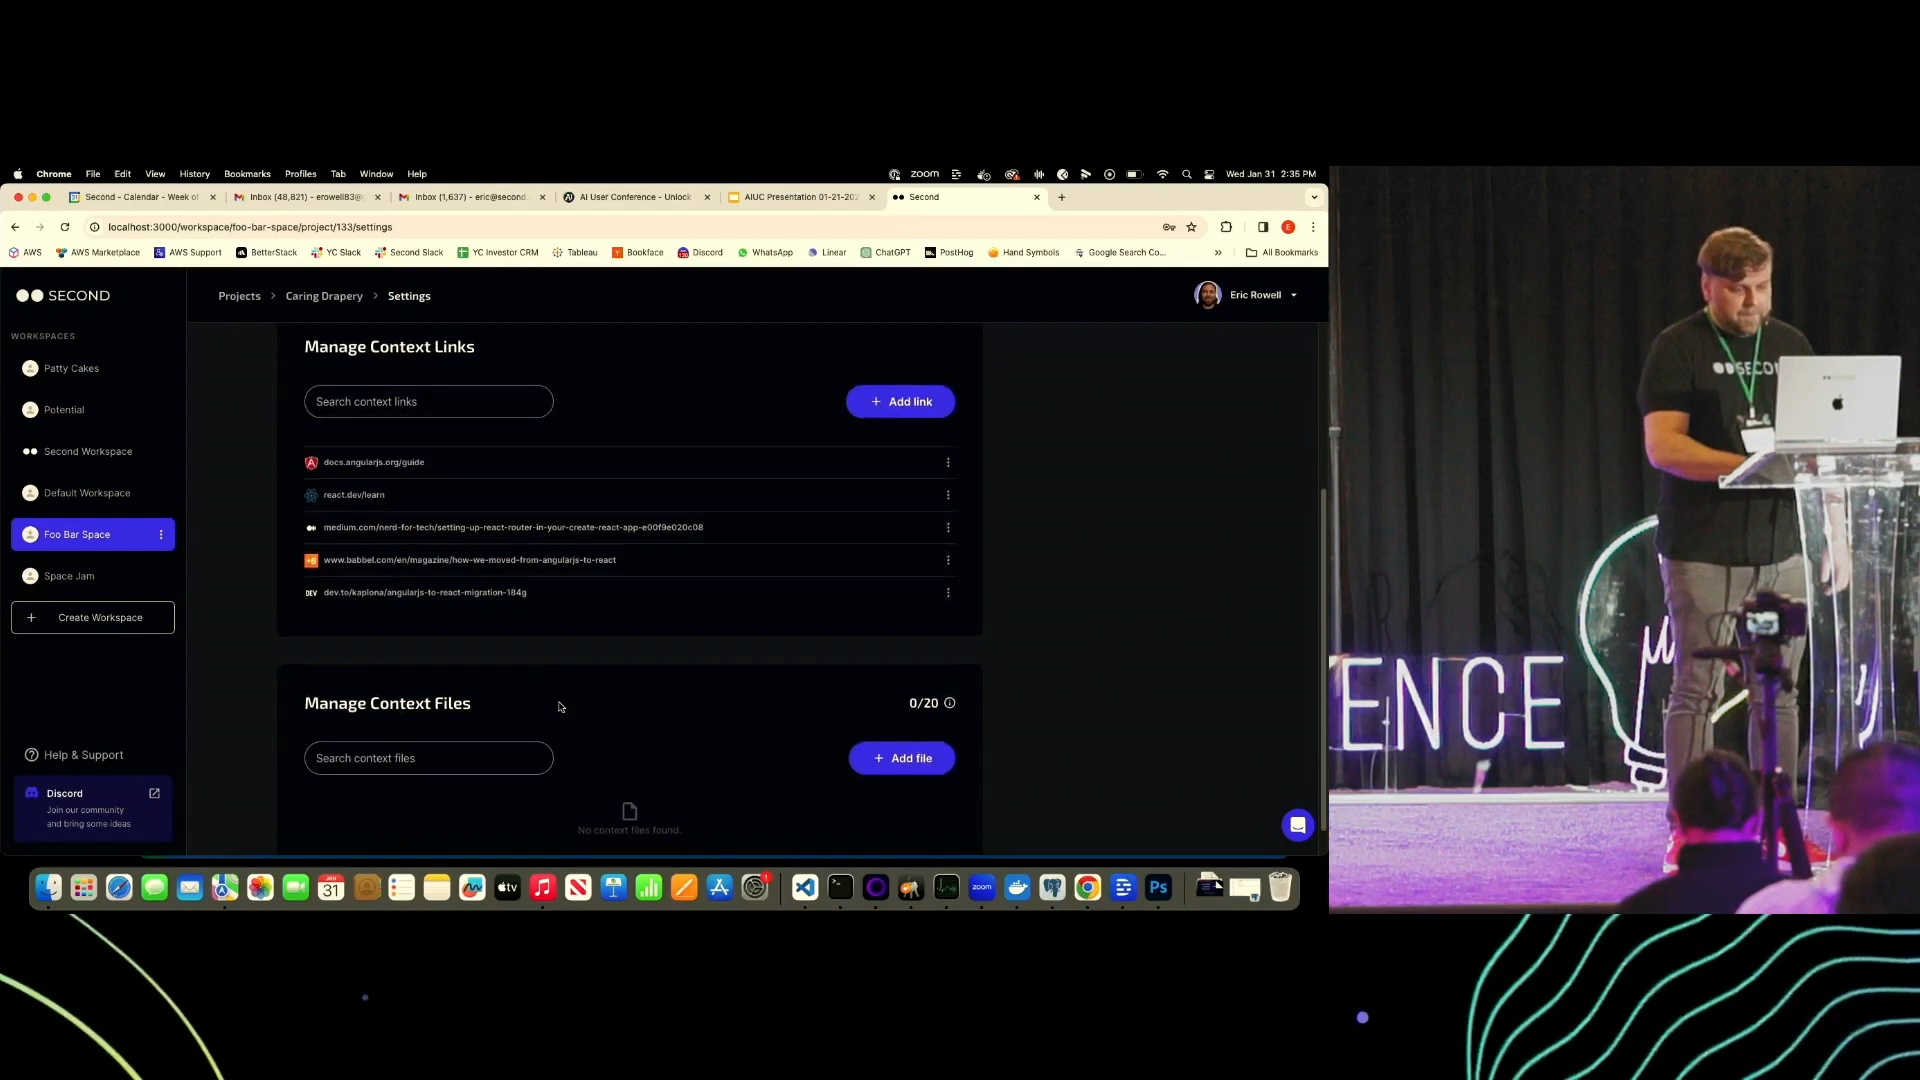 Chrome File Edit View History Bookmarks Profiles Tab Window Help
zoom
Wed Jan 31 2:35 PM
Second - Calendar - Week of
Inbox (48,821) - erowell83@
Inbox (1,637) - eric@second.
AI User Conference - Unlock
AIUC Presentation 01-21-202
Second
localhost:3000/workspace/foo-bar-space/project/133/settings
AWS
AWS Marketplace
AWS Support
BetterStack
YC Slack
Second Slack
YC Investor CRM
Tableau
Bookface
Discord
WhatsApp
Linear
ChatGPT
PostHog
Hand Symbols
Google Search Co...
All Bookmarks
SECOND
Projects > Caring Drapery > Settings
Eric Rowell
WORKSPACES
Patty Cakes
Potential
Second Workspace
Default Workspace
Foo Bar Space
Space Jam
+ Create Workspace
Help & Support
Discord
Join our community
and bring some ideas
Manage Context Links
Search context links
+ Add link
docs.angularjs.org/guide
react.dev/learn
medium.com/nerd-for-tech/setting-up-react-router-in-your-create-react-app-e00f9e020c08
www.babbel.com/en/magazine/how-we-moved-from-angularjs-to-react
DEV dev.to/kaplona/angularjs-to-react-migration-184g
Manage Context Files
0/20
Search context files
+ Add file
No context files found.
JAN
31
tv
1
zoom
Ps
SECON
ENCE